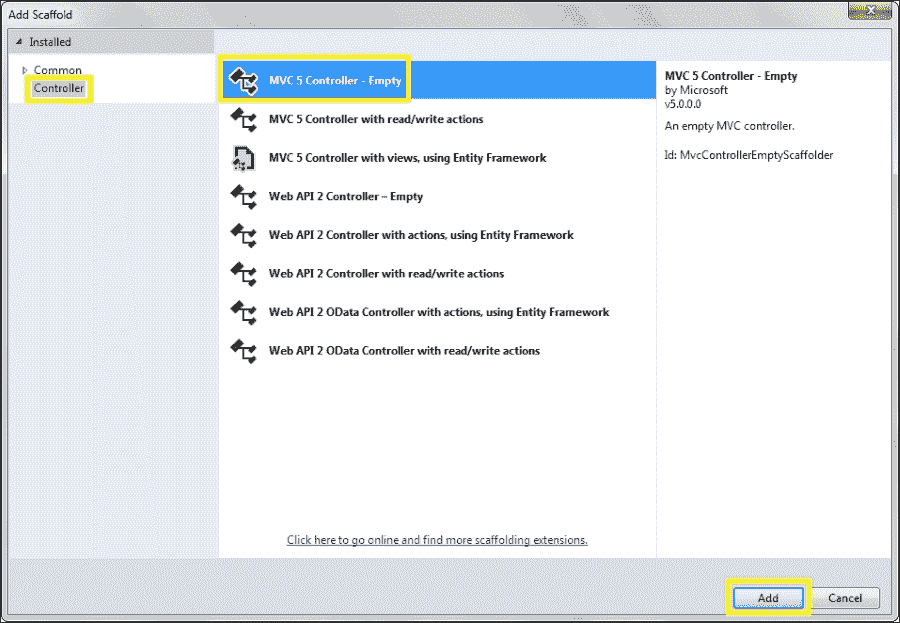 Add Scaffold
Installed
Common
Controller
MVC 5 Controller - Empty
MVC 5 Controller with read/write actions
MVC 5 Controller with views, using Entity Framework
Web API 2 Controller – Empty
Web API 2 Controller with actions, using Entity Framework
Web API 2 Controller with read/write actions
Web API 2 OData Controller with actions, using Entity Framework
Web API 2 OData Controller with read/write actions
Click here to go online and find more scaffolding extensions.
MVC 5 Controller - Empty
by Microsoft
v5.0.0.0
An empty MVC controller.
Id: MvcControllerEmptyScaffolder
Add
Cancel